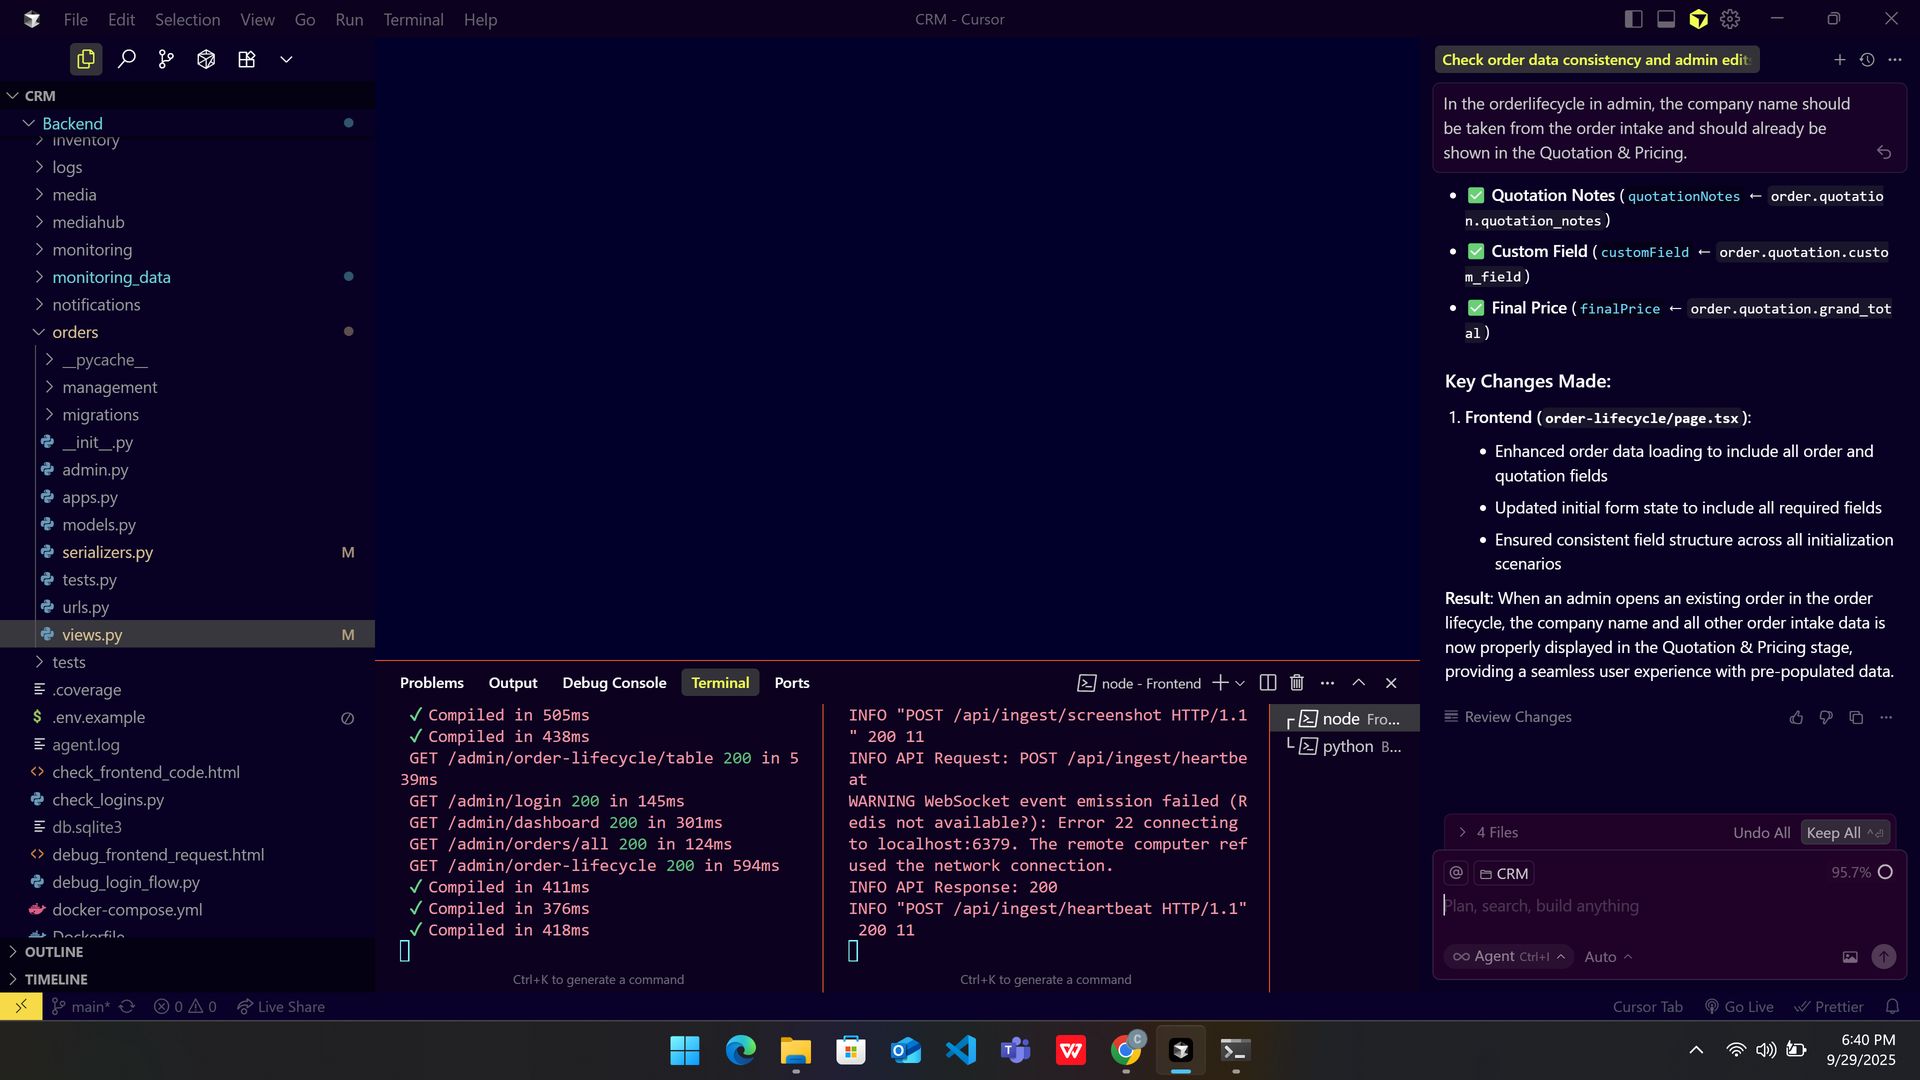 File Edit Selection View Go Run Terminal Help
CRM - Cursor
CRM
Backend
inventory
logs
media
mediahub
monitoring
monitoring_data
notifications
orders
__pycache__
management
migrations
__init__.py
admin.py
apps.py
models.py
serializers.py M
tests.py
urls.py
views.py M
tests
.coverage
.env.example
agent.log
check_frontend_code.html
check_logins.py
db.sqlite3
debug_frontend_request.html
debug_login_flow.py
docker-compose.yml
Dockerfile
OUTLINE
TIMELINE
Problems Output Debug Console Terminal Ports
node - Frontend
✓ Compiled in 505ms
✓ Compiled in 438ms
GET /admin/order-lifecycle/table 200 in 5
39ms
GET /admin/login 200 in 145ms
GET /admin/dashboard 200 in 301ms
GET /admin/orders/all 200 in 124ms
GET /admin/order-lifecycle 200 in 594ms
✓ Compiled in 411ms
✓ Compiled in 376ms
✓ Compiled in 418ms
Ctrl+K to generate a command
INFO "POST /api/ingest/screenshot HTTP/1.1
" 200 11
INFO API Request: POST /api/ingest/heartbe
at
WARNING WebSocket event emission failed (R
edis not available?): Error 22 connecting
to localhost:6379. The remote computer ref
used the network connection.
INFO API Response: 200
INFO "POST /api/ingest/heartbeat HTTP/1.1"
200 11
Ctrl+K to generate a command
node Fro...
python B...
Check order data consistency and admin edit
In the orderlifecycle in admin, the company name should
be taken from the order intake and should already be
shown in the Quotation & Pricing.
• ✅ Quotation Notes (quotationNotes ← order.quotatio
n.quotation_notes)
• ✅ Custom Field (customField ← order.quotation.custo
m_field)
• ✅ Final Price (finalPrice ← order.quotation.grand_tot
al)
Key Changes Made:
1. Frontend (order-lifecycle/page.tsx):
• Enhanced order data loading to include all order and
quotation fields
• Updated initial form state to include all required fields
• Ensured consistent field structure across all initialization
scenarios
Result: When an admin opens an existing order in the order
lifecycle, the company name and all other order intake data is
now properly displayed in the Quotation & Pricing stage,
providing a seamless user experience with pre-populated data.
Review Changes
4 Files Undo All Keep All
@ CRM 95.7%
Plan, search, build anything
Agent Ctrl+I Auto
main* 0 0 Live Share
Cursor Tab Go Live Prettier
6:40 PM
9/29/2025